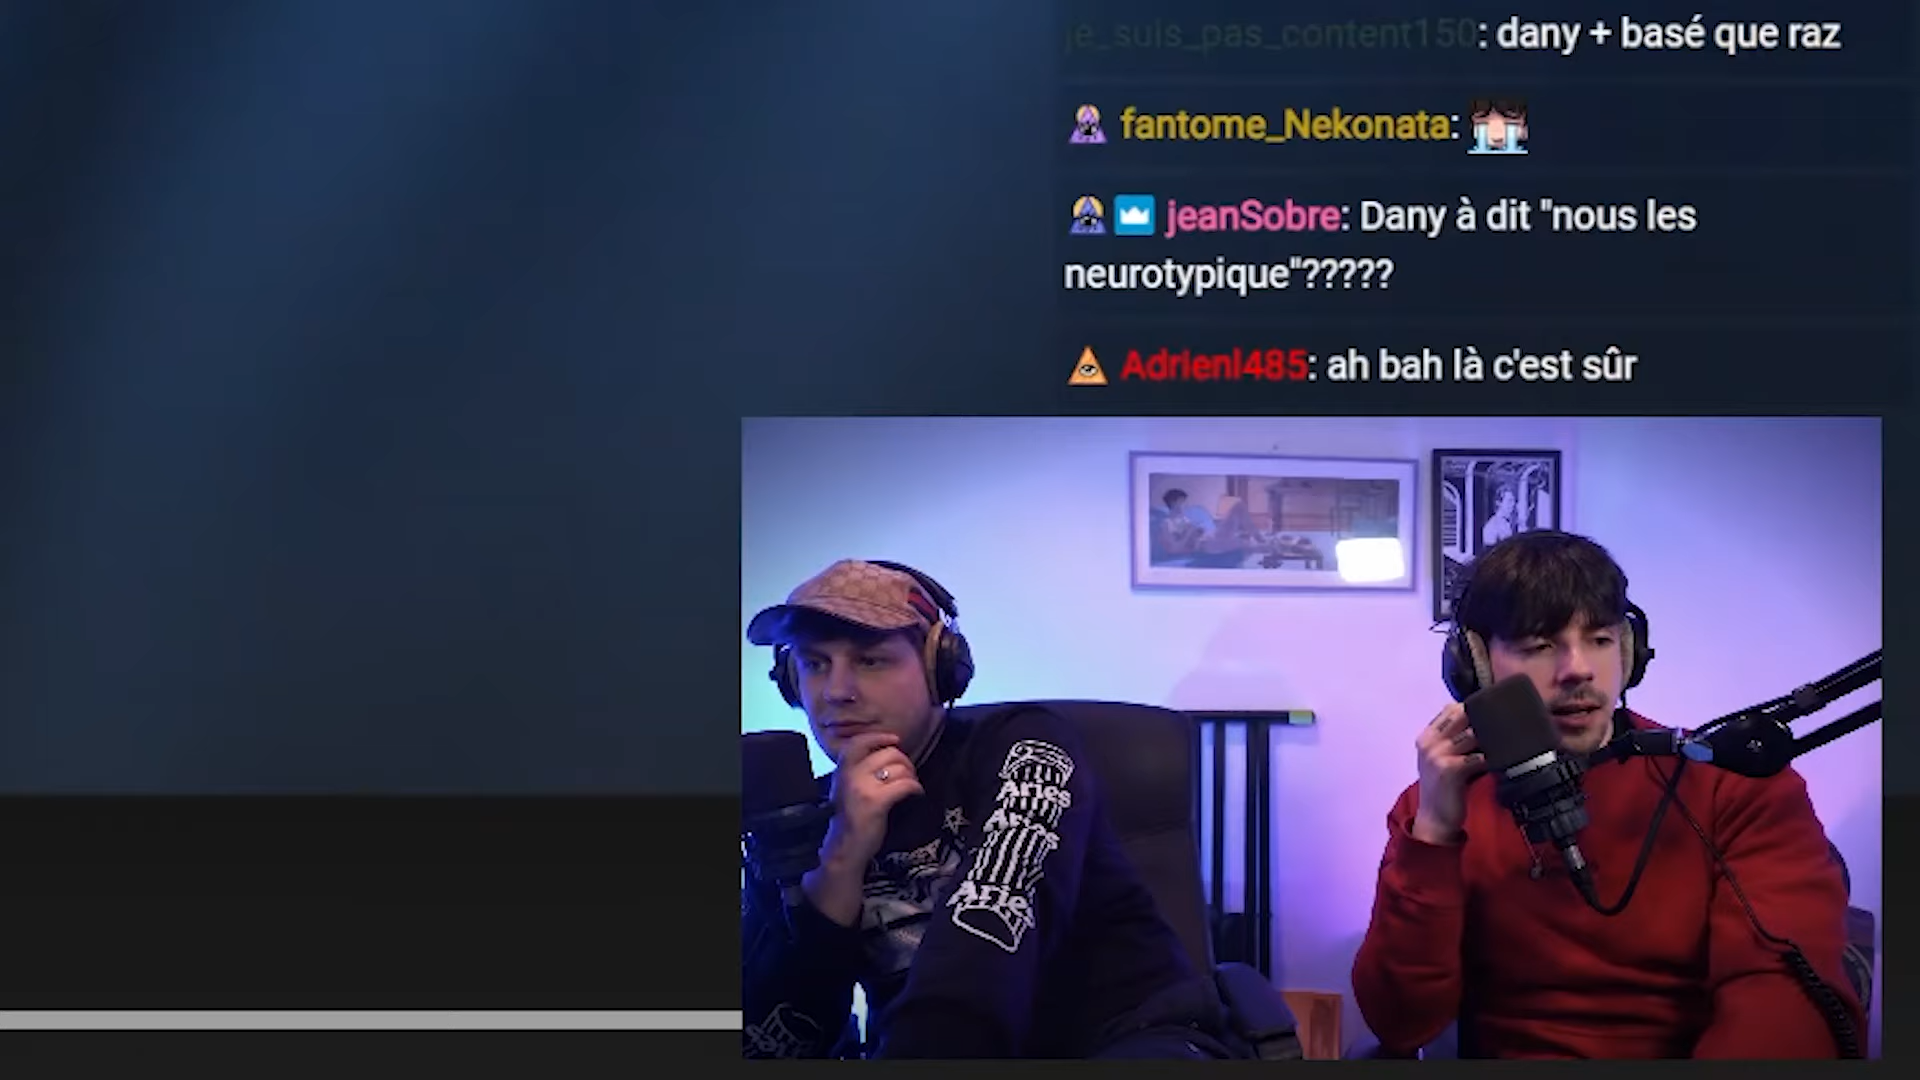 je_suis_pas_content150: dany + basé que raz
fantome_Nekonata:
jeanSobre: Dany à dit "nous les
neurotypique"?????
Adrienl485: ah bah là c'est sûr
Aries
Aries
Aries